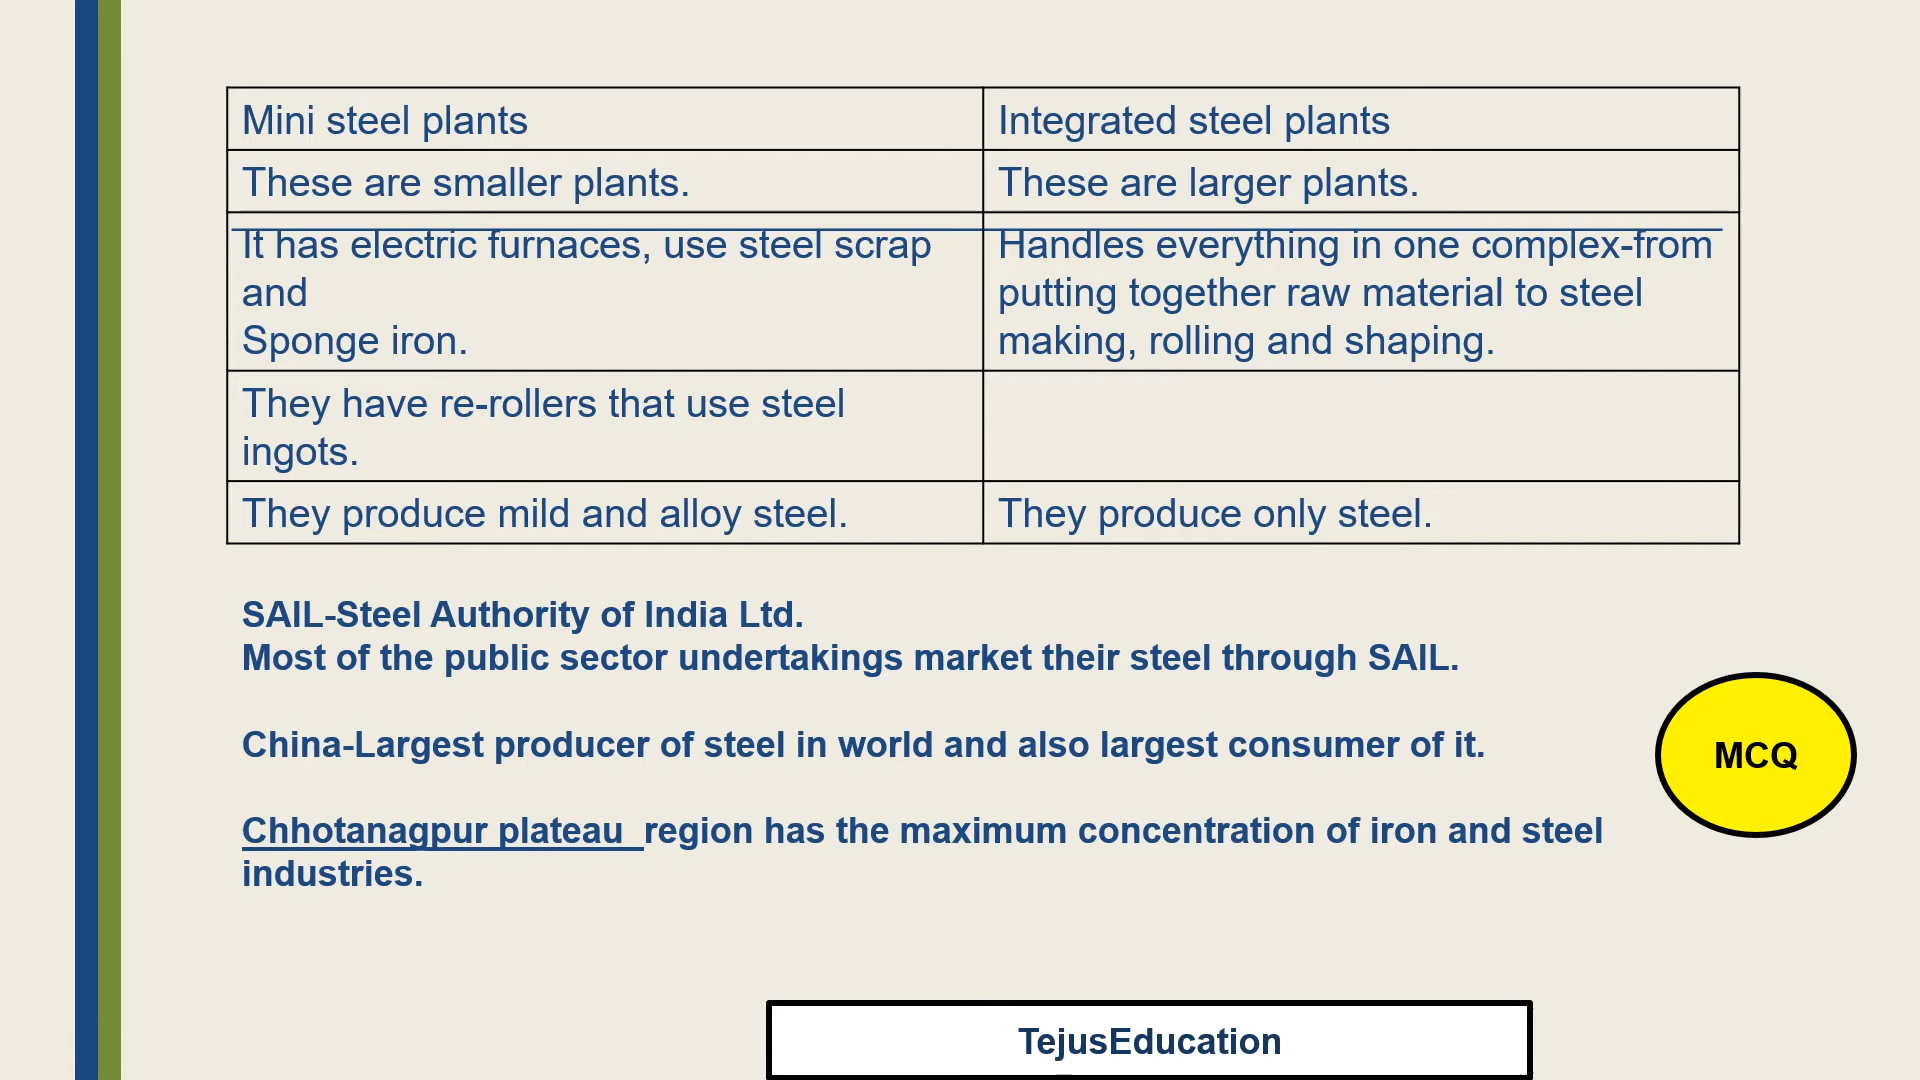 Mini steel plants
Integrated steel plants
These are smaller plants.
These are larger plants.
It has electric furnaces, use steel scrap
and
Sponge iron.
Handles everything in one complex-from
putting together raw material to steel
making, rolling and shaping.
They have re-rollers that use steel
ingots.
They produce mild and alloy steel.
They produce only steel.
SAIL-Steel Authority of India Ltd.
Most of the public sector undertakings market their steel through SAIL.
China-Largest producer of steel in world and also largest consumer of it.
Chhotanagpur plateau region has the maximum concentration of iron and steel
industries.
MCQ
TejusEducation